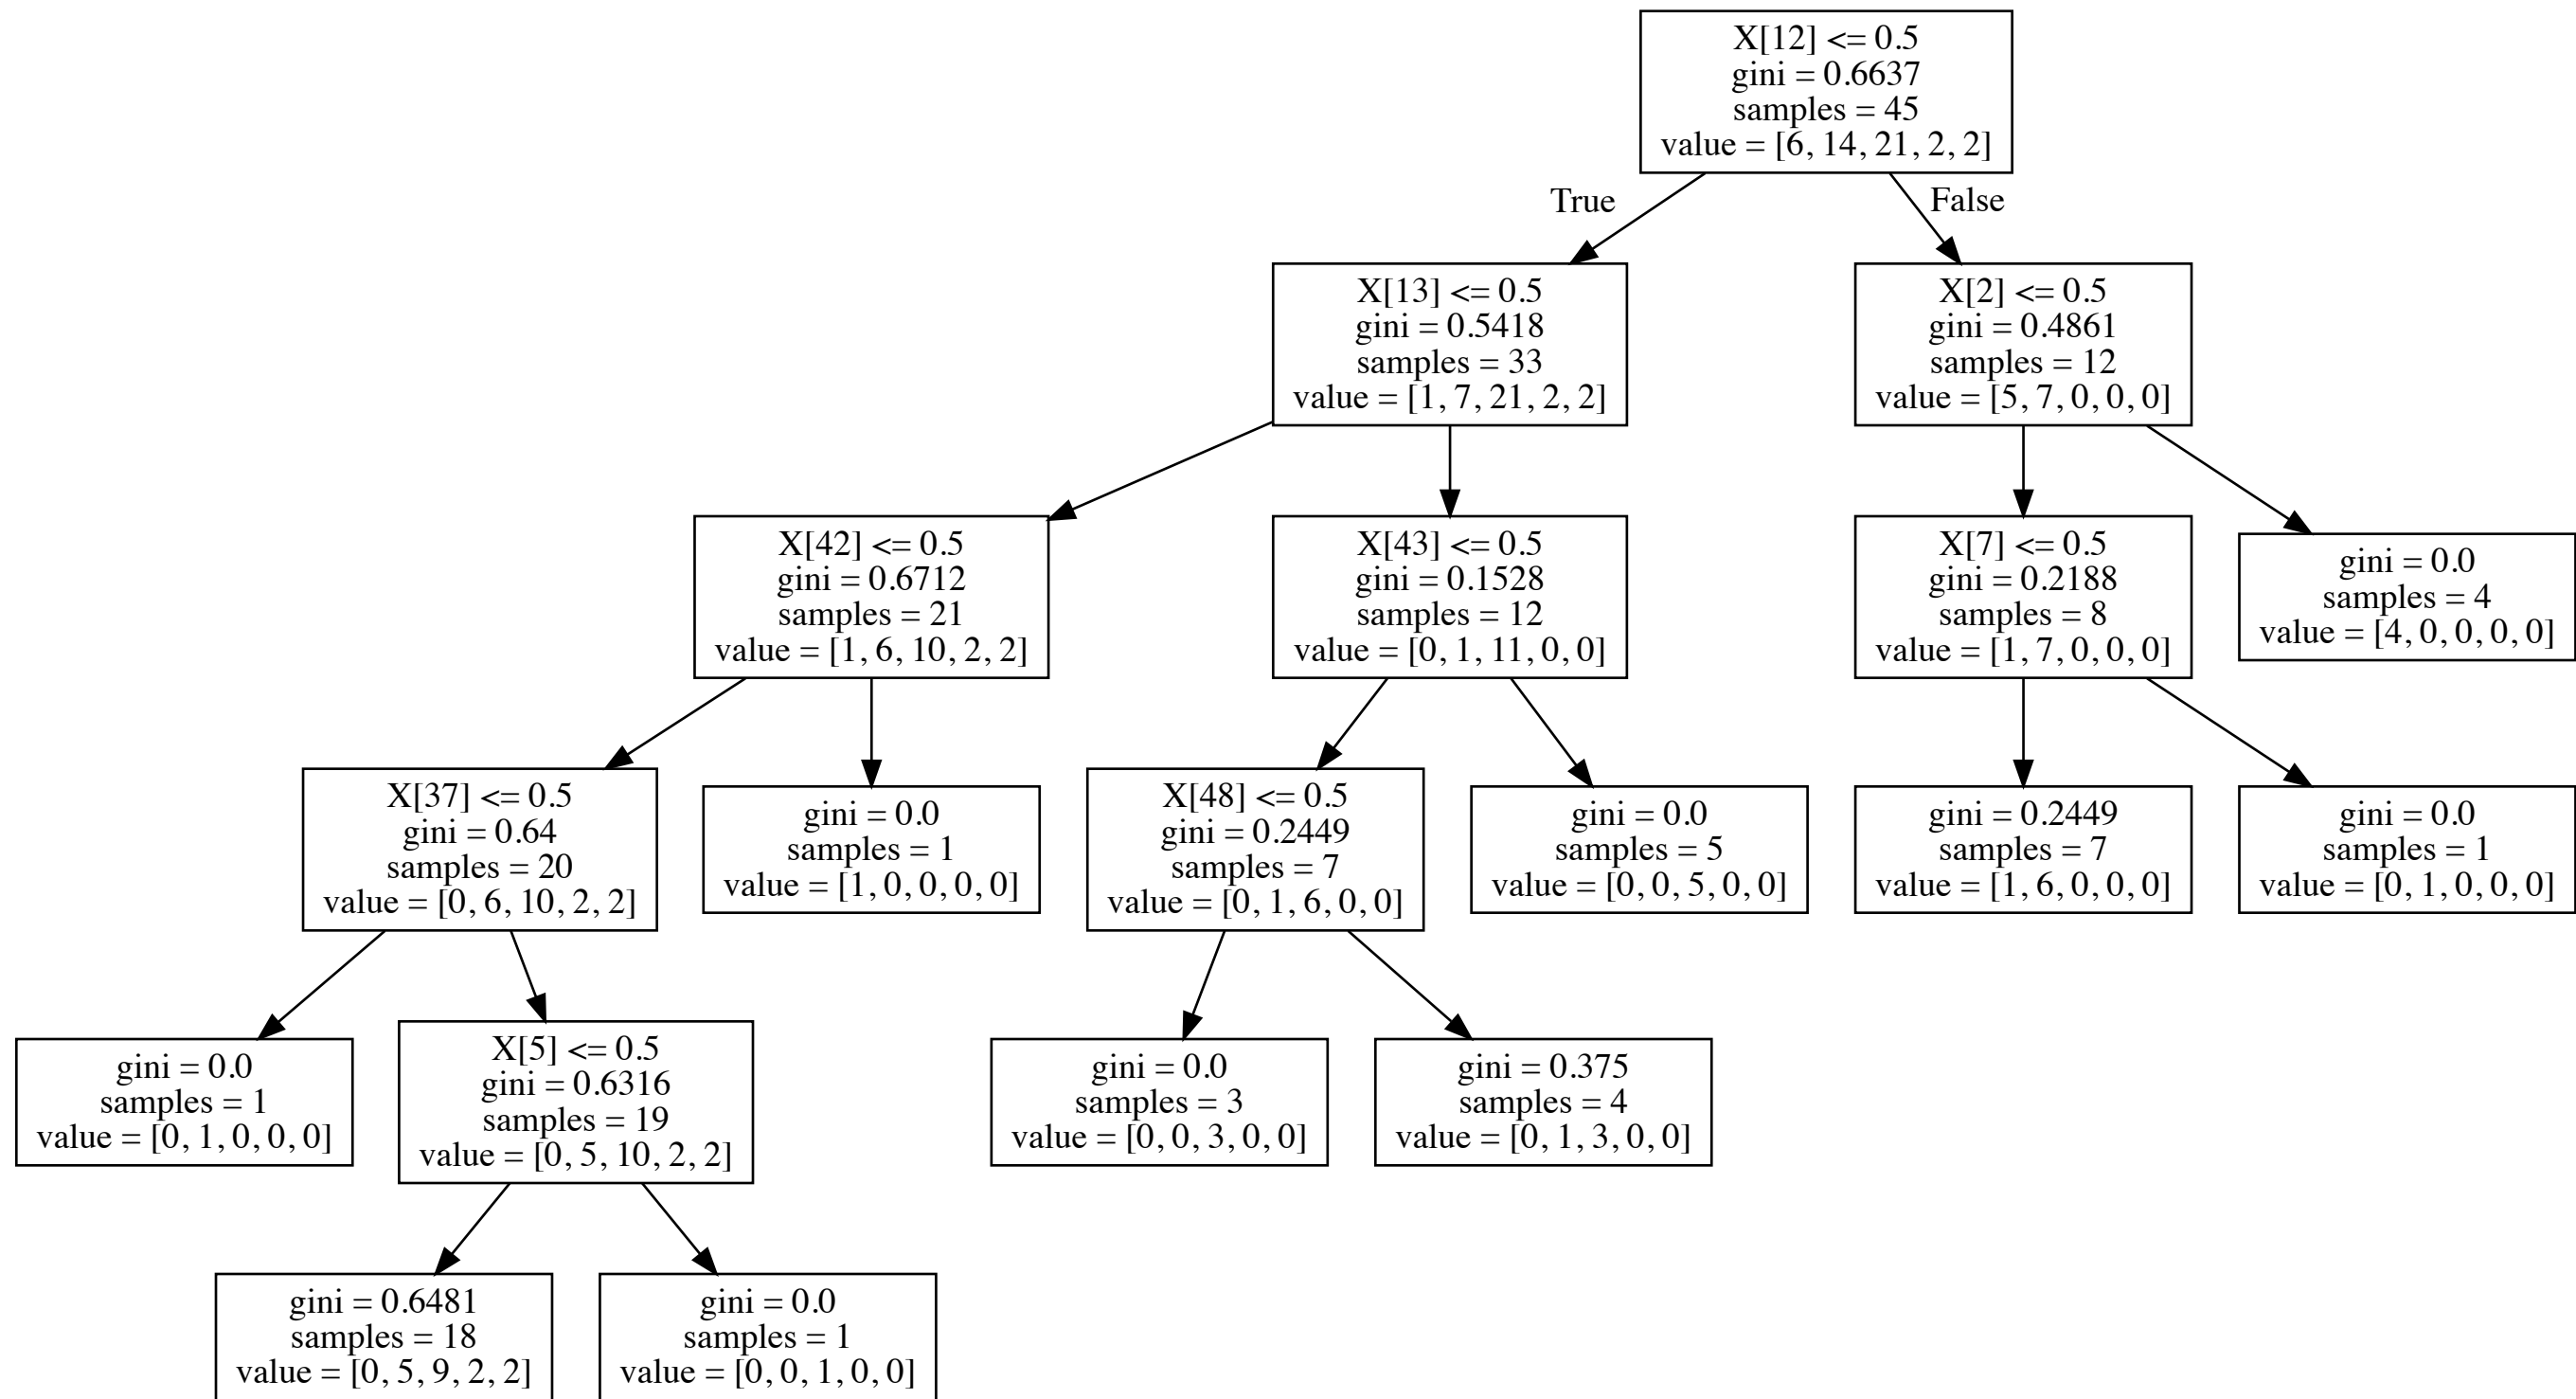 X[12] <= 0.5
gini = 0.6637
samples = 45
value = [6, 14, 21, 2, 2]
True
False
X[13] <= 0.5
gini = 0.5418
samples = 33
value = [1, 7, 21, 2, 2]
X[2] <= 0.5
gini = 0.4861
samples = 12
value = [5, 7, 0, 0, 0]
X[42] <= 0.5
gini = 0.6712
samples = 21
value = [1, 6, 10, 2, 2]
X[43] <= 0.5
gini = 0.1528
samples = 12
value = [0, 1, 11, 0, 0]
X[7] <= 0.5
gini = 0.2188
samples = 8
value = [1, 7, 0, 0, 0]
gini = 0.0
samples = 4
value = [4, 0, 0, 0, 0]
X[37] <= 0.5
gini = 0.64
samples = 20
value = [0, 6, 10, 2, 2]
gini = 0.0
samples = 1
value = [1, 0, 0, 0, 0]
X[48] <= 0.5
gini = 0.2449
samples = 7
value = [0, 1, 6, 0, 0]
gini = 0.0
samples = 5
value = [0, 0, 5, 0, 0]
gini = 0.2449
samples = 7
value = [1, 6, 0, 0, 0]
gini = 0.0
samples = 1
value = [0, 1, 0, 0, 0]
gini = 0.0
samples = 1
value = [0, 1, 0, 0, 0]
X[5] <= 0.5
gini = 0.6316
samples = 19
value = [0, 5, 10, 2, 2]
gini = 0.0
samples = 3
value = [0, 0, 3, 0, 0]
gini = 0.375
samples = 4
value = [0, 1, 3, 0, 0]
gini = 0.6481
samples = 18
value = [0, 5, 9, 2, 2]
gini = 0.0
samples = 1
value = [0, 0, 1, 0, 0]